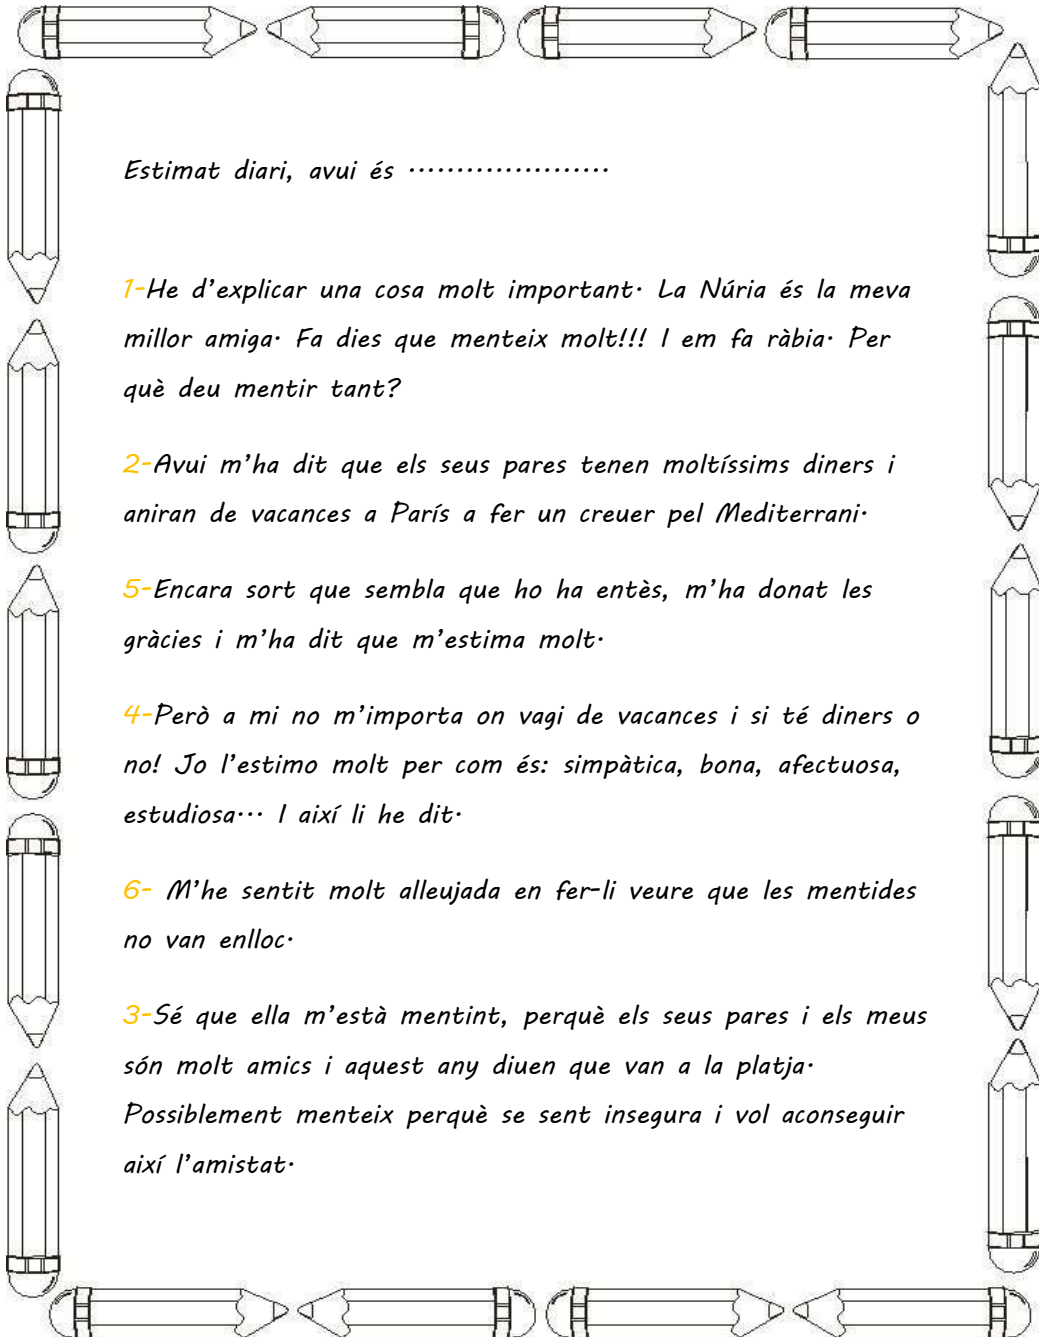 Estimat diari, avui és .....................
1-He d'explicar una cosa molt important. La Núria és la meva
millor amiga. Fa dies que menteix molt!!! I em fa ràbia. Per
què deu mentir tant?
2-Avui m'ha dit que els seus pares tenen moltíssims diners i
aniran de vacances a París a fer un creuer pel Mediterrani.
5-Encara sort que sembla que ho ha entès, m'ha donat les
gràcies i m'ha dit que m'estima molt.
4-Però a mi no m'importa on vagi de vacances i si té diners o
no! Jo l'estimo molt per com és: simpàtica, bona, afectuosa,
estudiosa... I així li he dit.
6- M'he sentit molt alleujada en fer-li veure que les mentides
no van enlloc.
3-Sé que ella m'està mentint, perquè els seus pares i els meus
són molt amics i aquest any diuen que van a la platja.
Possiblement menteix perquè se sent insegura i vol aconseguir
així l'amistat.